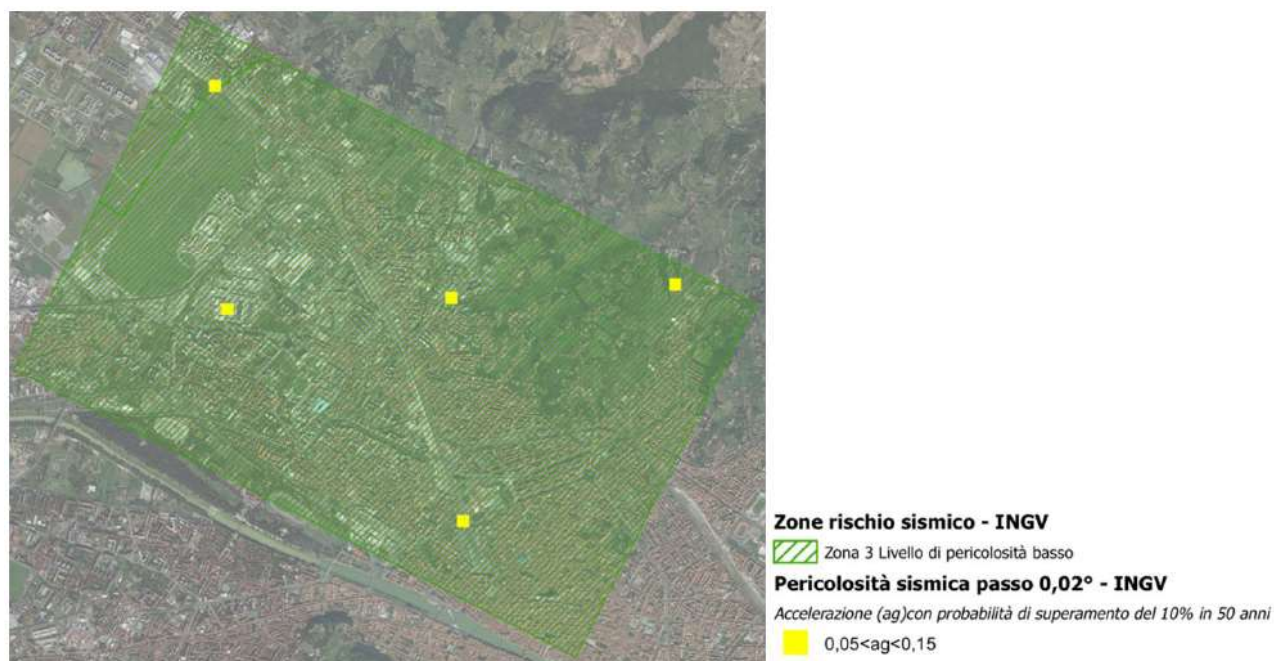 Zone rischio sismico - INGV
Zona 3 Livello di pericolosità basso
Pericolosità sismica passo 0,02° - INGV
Accelerazione (ag)con probabilità di superamento del 10% in 50 anni
0,05<ag<0,15